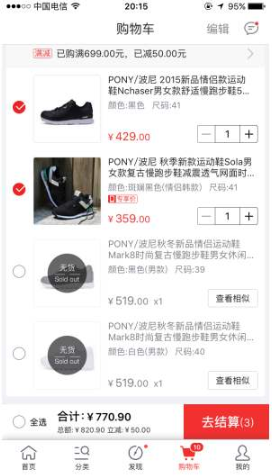 中国电信 20:15 95%
购物车 编辑
满减 已购满699.00元、已减50.00元
PONY/波尼 2015新品情侣款运动
鞋Nchaser男女款舒适慢跑步鞋5...
颜色:黑色 尺码:41
¥429.00 — 1 +
PONY/波尼 秋季新款运动鞋Sola男
女款复古慢跑步鞋减震透气网面时...
颜色:斑斓黑色(情侣韩款) 尺码:41
专享价
¥359.00 — 1 +
PONY/波尼秋冬新品情侣运动鞋
Mark8时尚复古慢跑步鞋男女休闲...
颜色:黑色(男款) 尺码:39
无货
Sold out
¥519.00 x1 查看相似
PONY/波尼秋冬新品情侣运动鞋
Mark8时尚复古慢跑步鞋男女休闲...
颜色:白色(男款) 尺码:40
无货
Sold out
¥519.00 x1 查看相似
全选 合计:¥770.90 去结算(3)
总额:¥820.90 立减:¥50.00
10
首页 分类 发现 购物车 我的